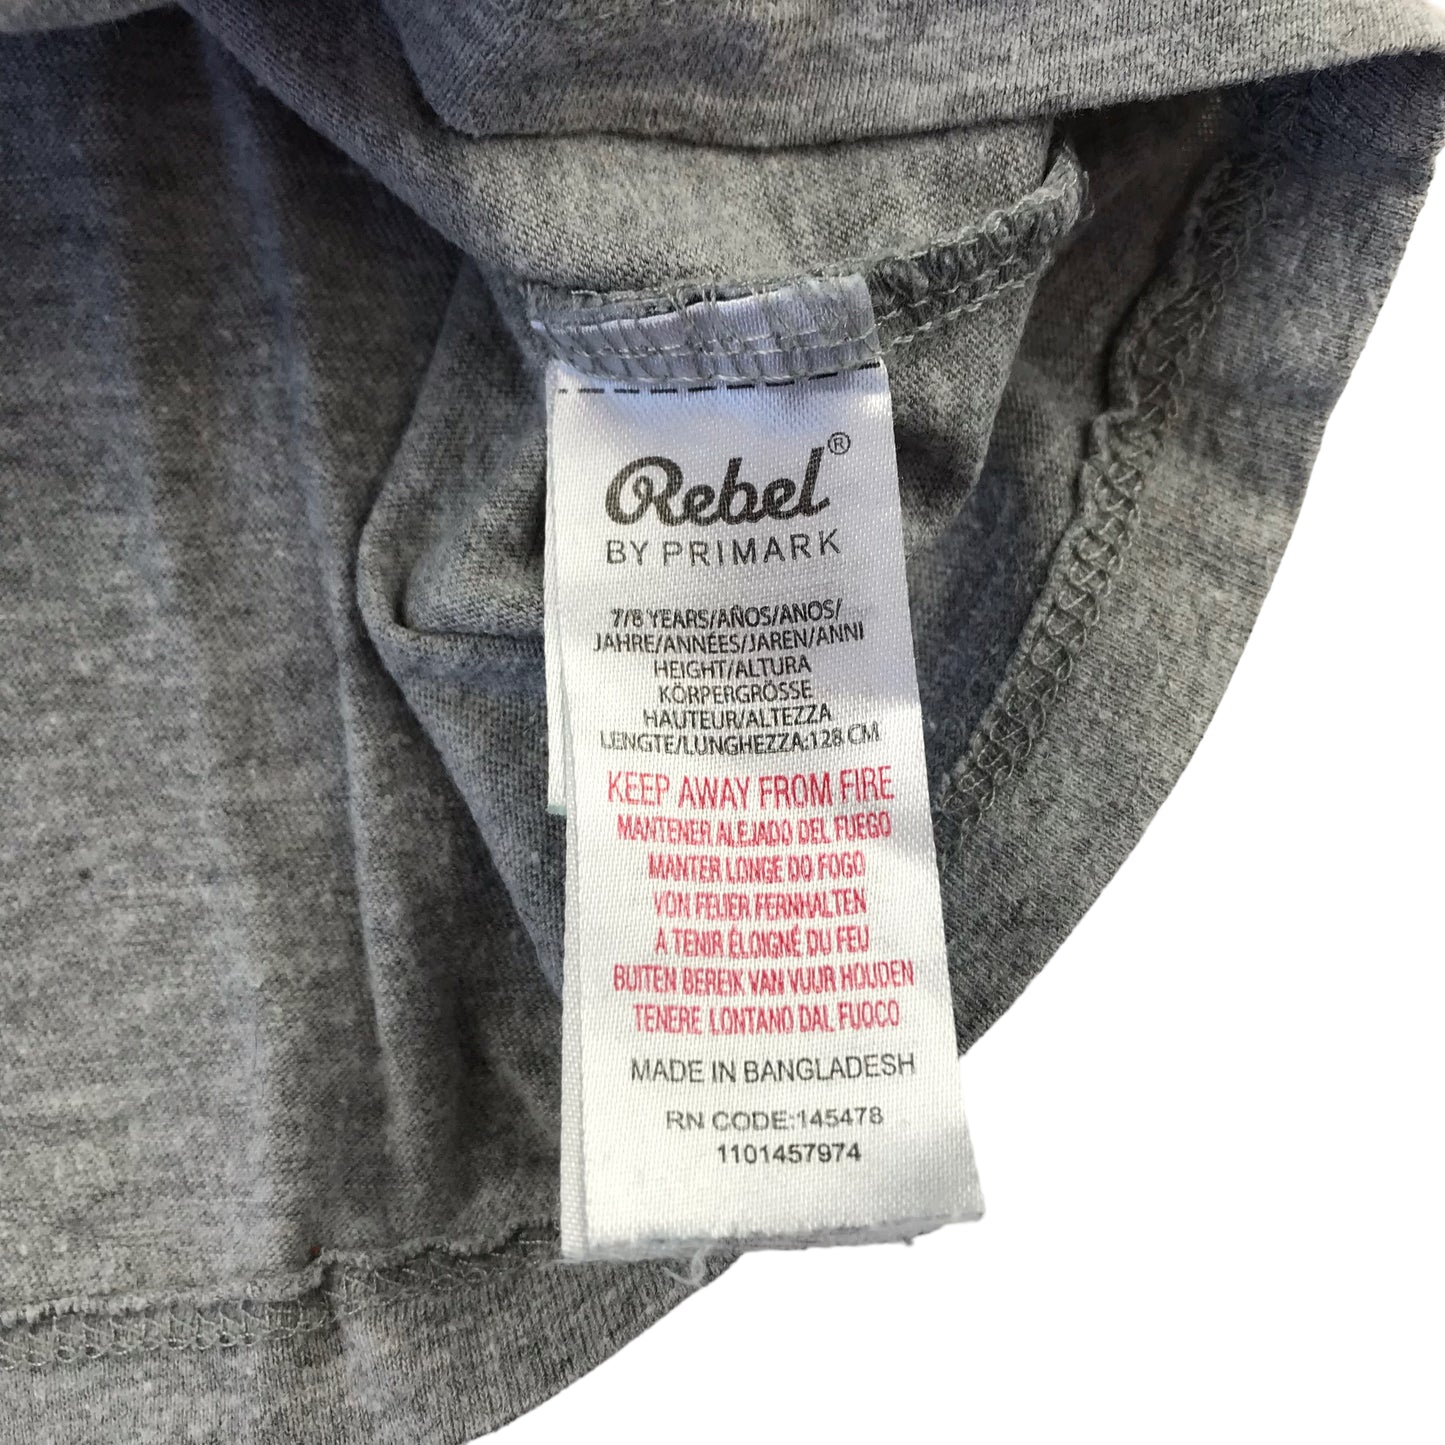 Rebel®
BY PRIMARK
7/8 YEARS/AÑOS/ANOS/
JAHRE/ANNÉES/JAREN/ANNI
HEIGHT/ALTURA
KÖRPERGRÖSSE
HAUTEUR/ALTEZZA
LENGTE/LUNGHEZZA:128 CM
KEEP AWAY FROM FIRE
MANTENER ALEJADO DEL FUEGO
MANTER LONGE DO FOGO
VON FEUER FERNHALTEN
A TENIR ÉLOIGNÉ DU FEU
BUITEN BEREIK VAN VUUR HOUDEN
TENERE LONTANO DAL FUOCO
MADE IN BANGLADESH
RN CODE:145478
1101457974